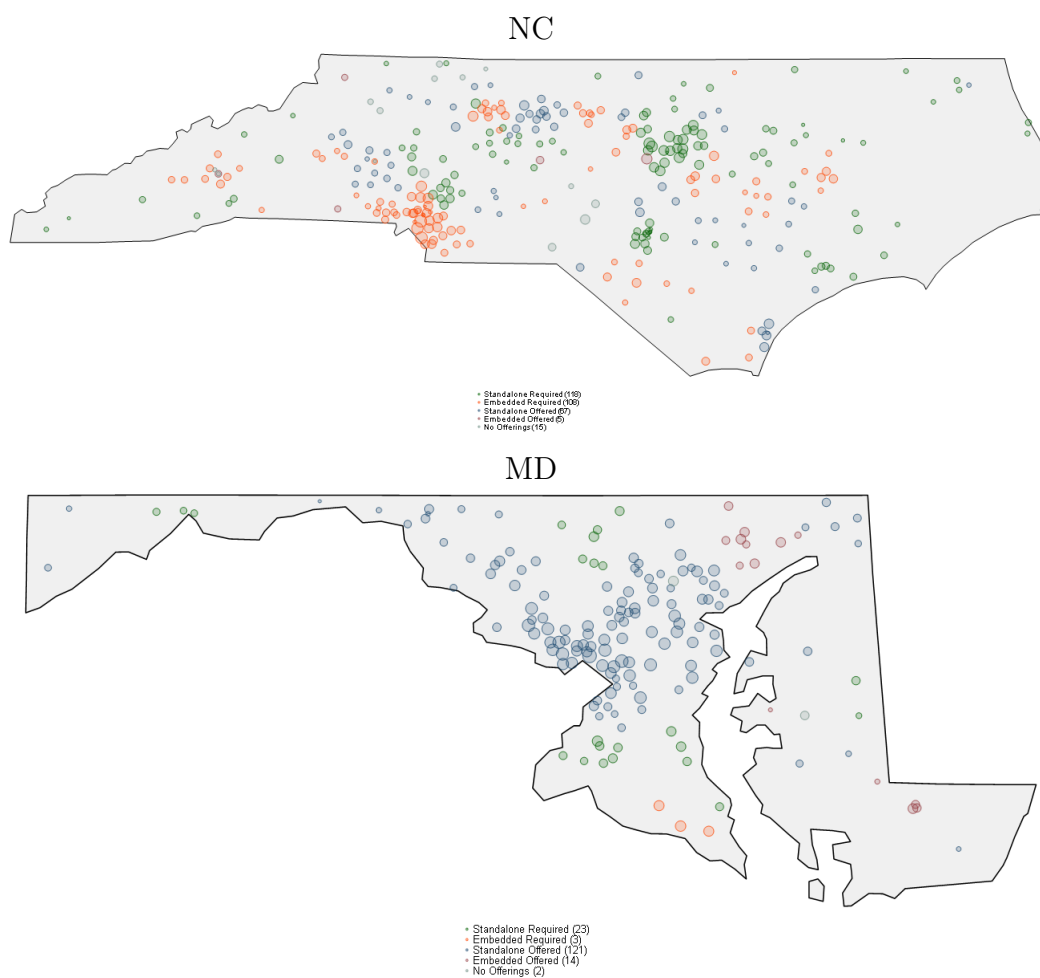 NC
Standalone Required (118)
Embedded Required (108)
Standalone Offered (67)
Embedded Offered (5)
No Offerings (15)
MD
Standalone Required (23)
Embedded Required (3)
Standalone Offered (121)
Embedded Offered (14)
No Offerings (2)